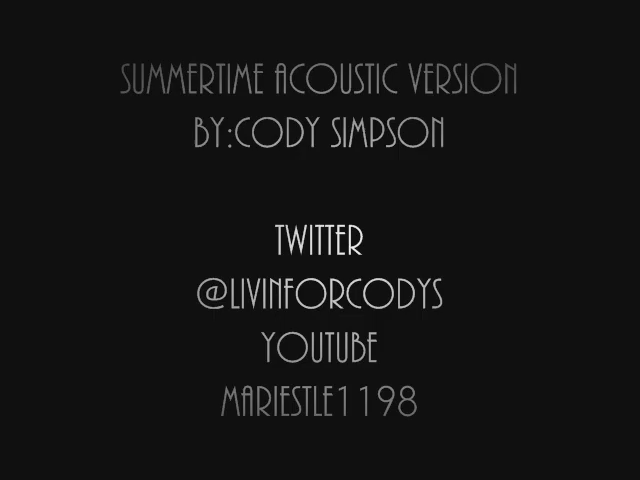 SUMMERTIME ACOUSTIC VERSION
BY:CODY SIMPSON
TWITTER
@LIVINFORCODYS
YOUTUBE
MARIESTLE1198